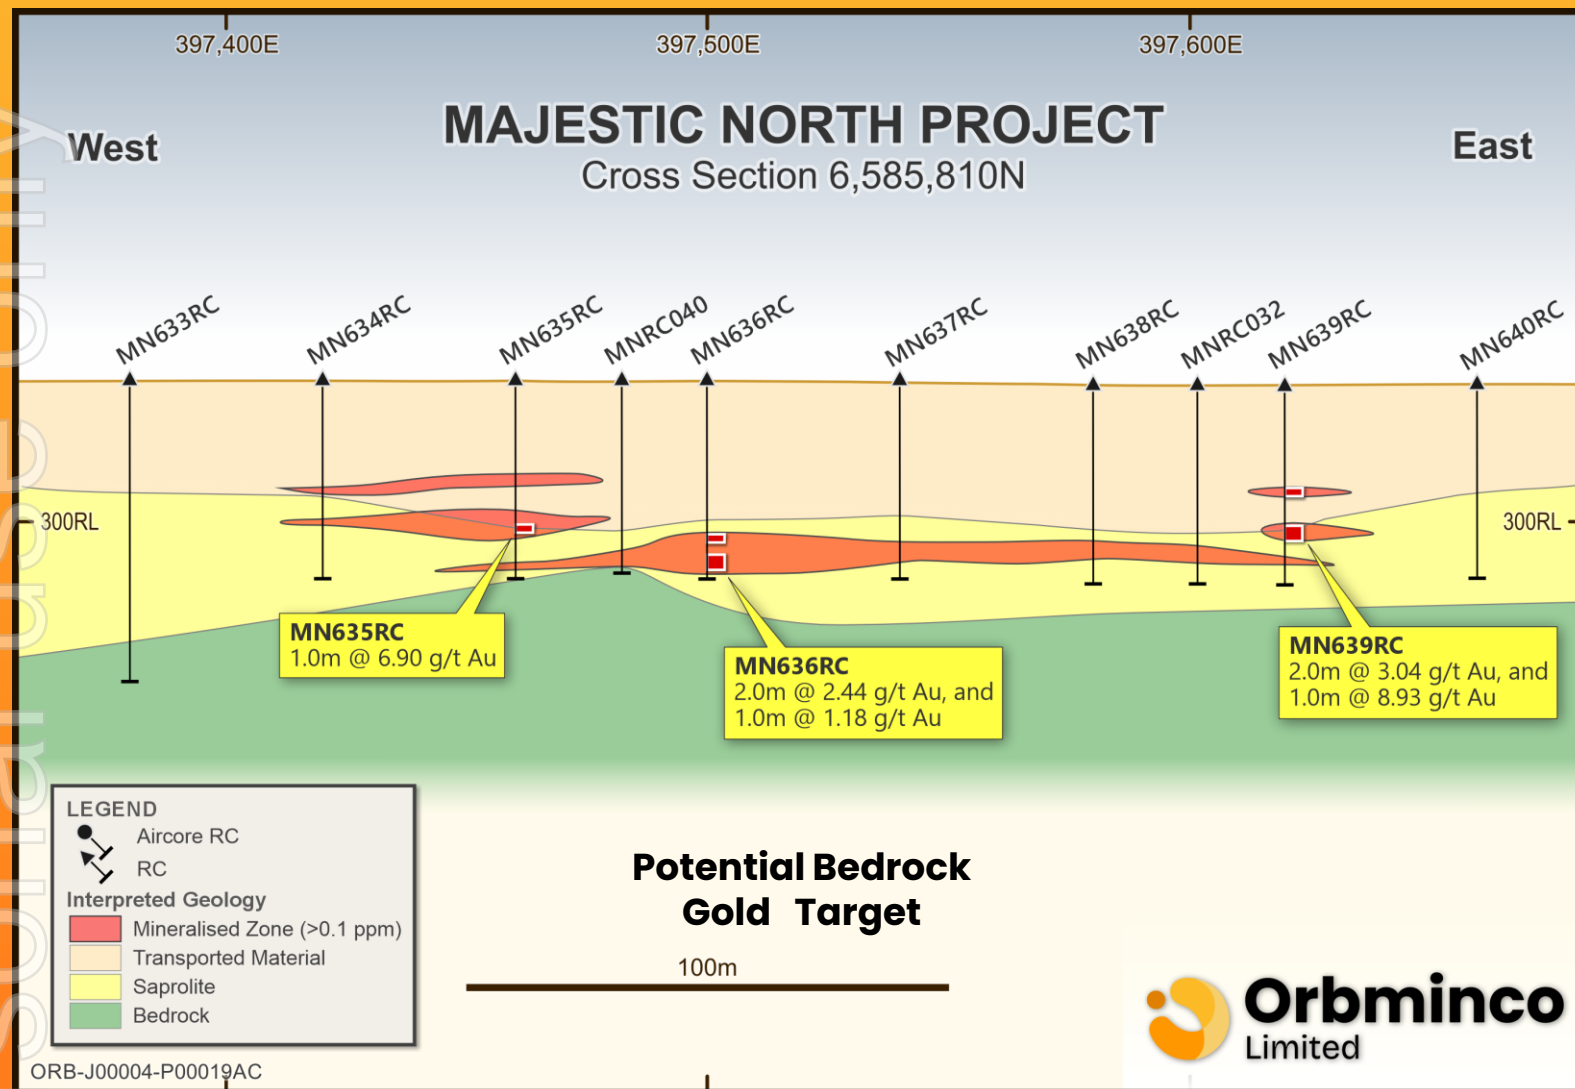 397,400E
397,500E
397,600E
MAJESTIC NORTH PROJECT
Cross Section 6,585,810N
West
East
MN633RC
MN634RC
MN635RC
MNRC040
MN636RC
MN637RC
MN638RC
MNRC032
MN639RC
MN640RC
300RL
300RL
MN635RC
1.0m @ 6.90 g/t Au
MN636RC
2.0m @ 2.44 g/t Au, and
1.0m @ 1.18 g/t Au
MN639RC
2.0m @ 3.04 g/t Au, and
1.0m @ 8.93 g/t Au
LEGEND
Aircore RC
RC
Interpreted Geology
Mineralised Zone (>0.1 ppm)
Transported Material
Saprolite
Bedrock
Potential Bedrock
Gold Target
100m
Orbminco
Limited
ORB-J00004-P00019AC
sonal use only